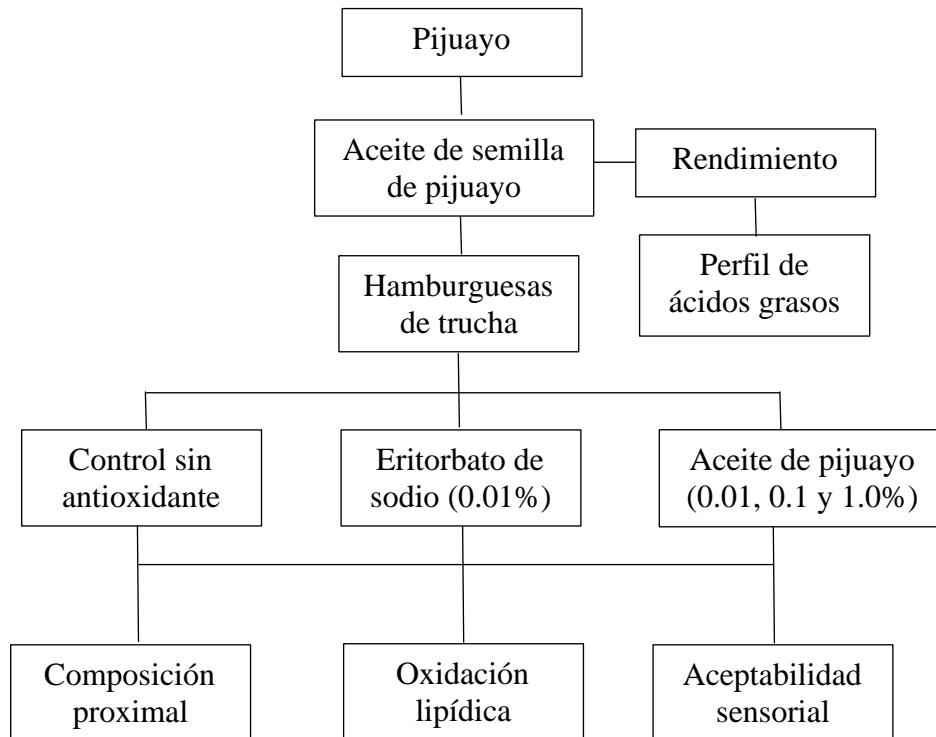 Pijuayo
Aceite de semilla
de pijuayo
Rendimiento
Perfil de
ácidos grasos
Hamburguesas
de trucha
Control sin
antioxidante
Eritorbato de
sodio (0.01%)
Aceite de pijuayo
(0.01, 0.1 y 1.0%)
Composición
proximal
Oxidación
lipídica
Aceptabilidad
sensorial